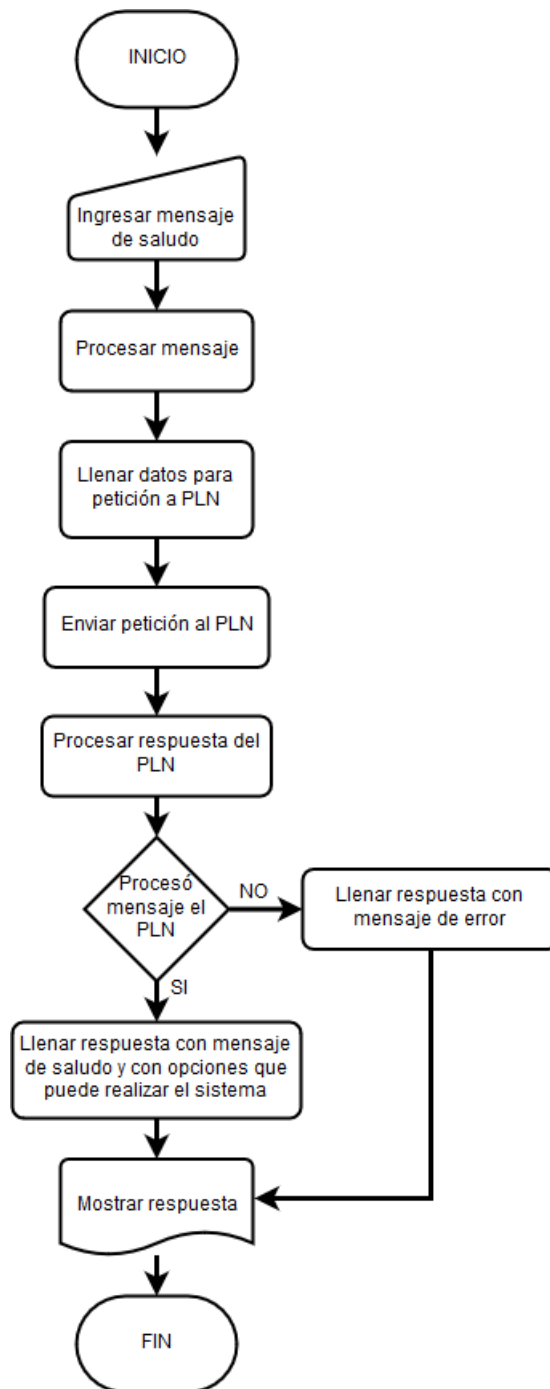 INICIO
Ingresar mensaje
de saludo
Procesar mensaje
Llenar datos para
petición a PLN
Enviar petición al PLN
Procesar respuesta del
PLN
Procesó
mensaje el
PLN
NO
Llenar respuesta con
mensaje de error
SI
Llenar respuesta con mensaje
de saludo y con opciones que
puede realizar el sistema
Mostrar respuesta
FIN